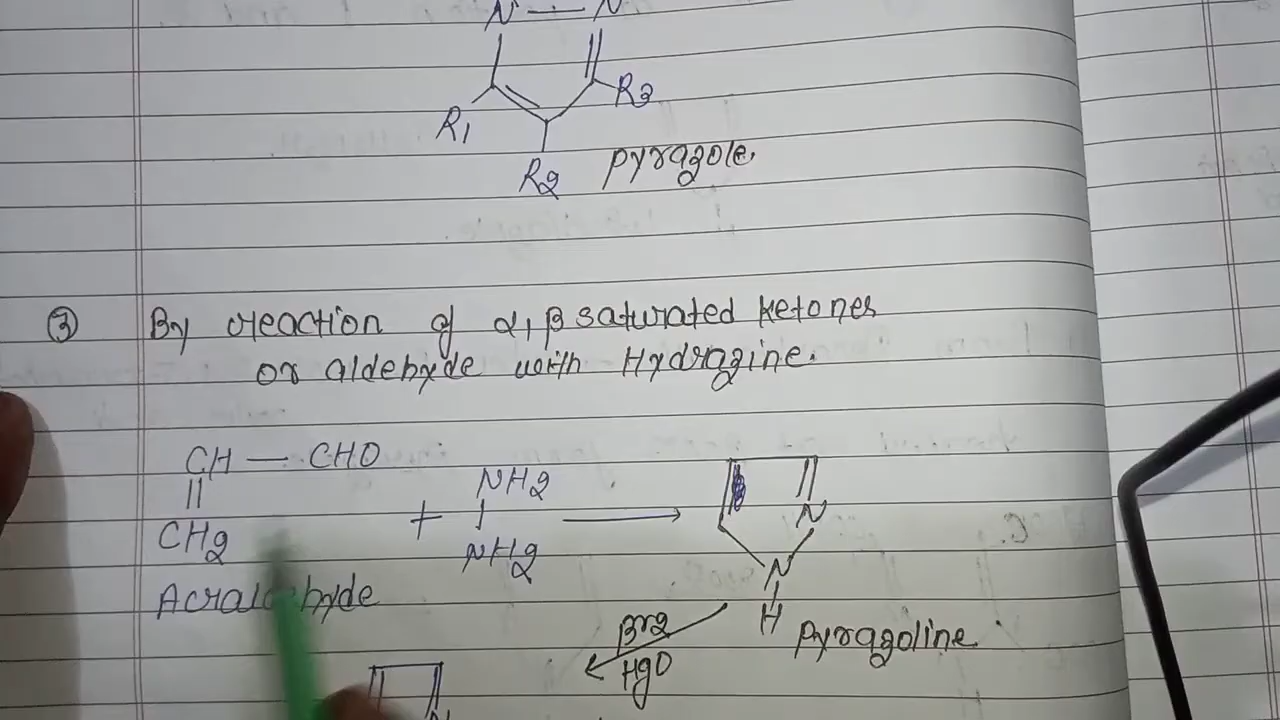 N — N
R3
R1
R2 pyrazole.
③ By reaction of α, β saturated ketones
or aldehyde with Hydrazine.
CH — CHO
NH2
CH2 + N
NH2 N
Acraldehyde H
Br2 pyrazoline
HgO
N